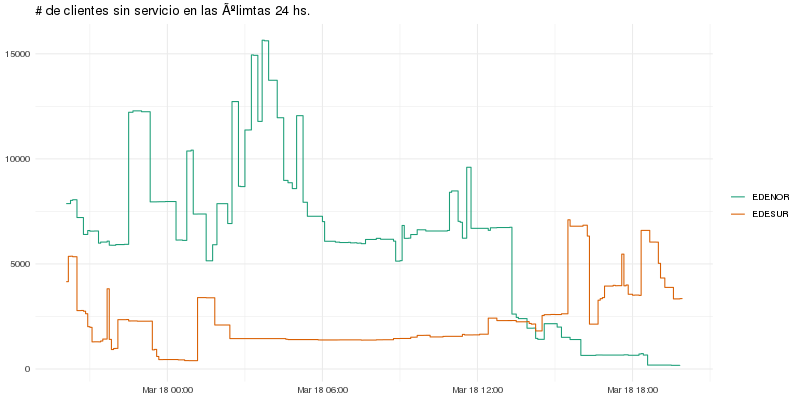 # de clientes sin servicio en las Ãºlimtas 24 hs.
15000
10000
5000
0
EDENOR
EDESUR
Mar 18 00:00
Mar 18 06:00
Mar 18 12:00
Mar 18 18:00